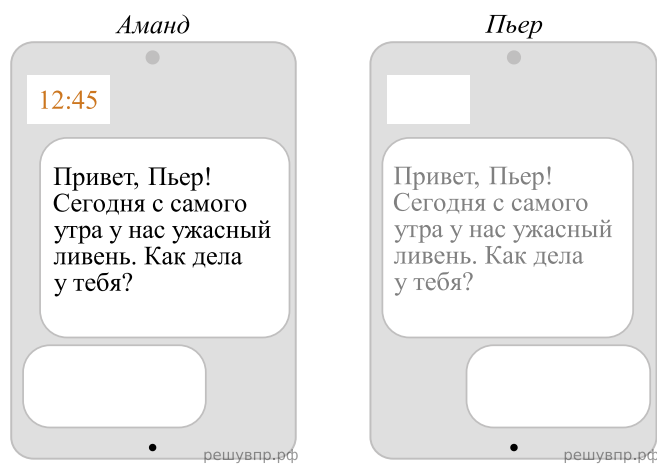 Аманд
Пьер
12:45
Привет, Пьер!
Сегодня с самого
утра у нас ужасный
ливень. Как дела
у тебя?
Привет, Пьер!
Сегодня с самого
утра у нас ужасный
ливень. Как дела
у тебя?
решувпр.рф
решувпр.рф